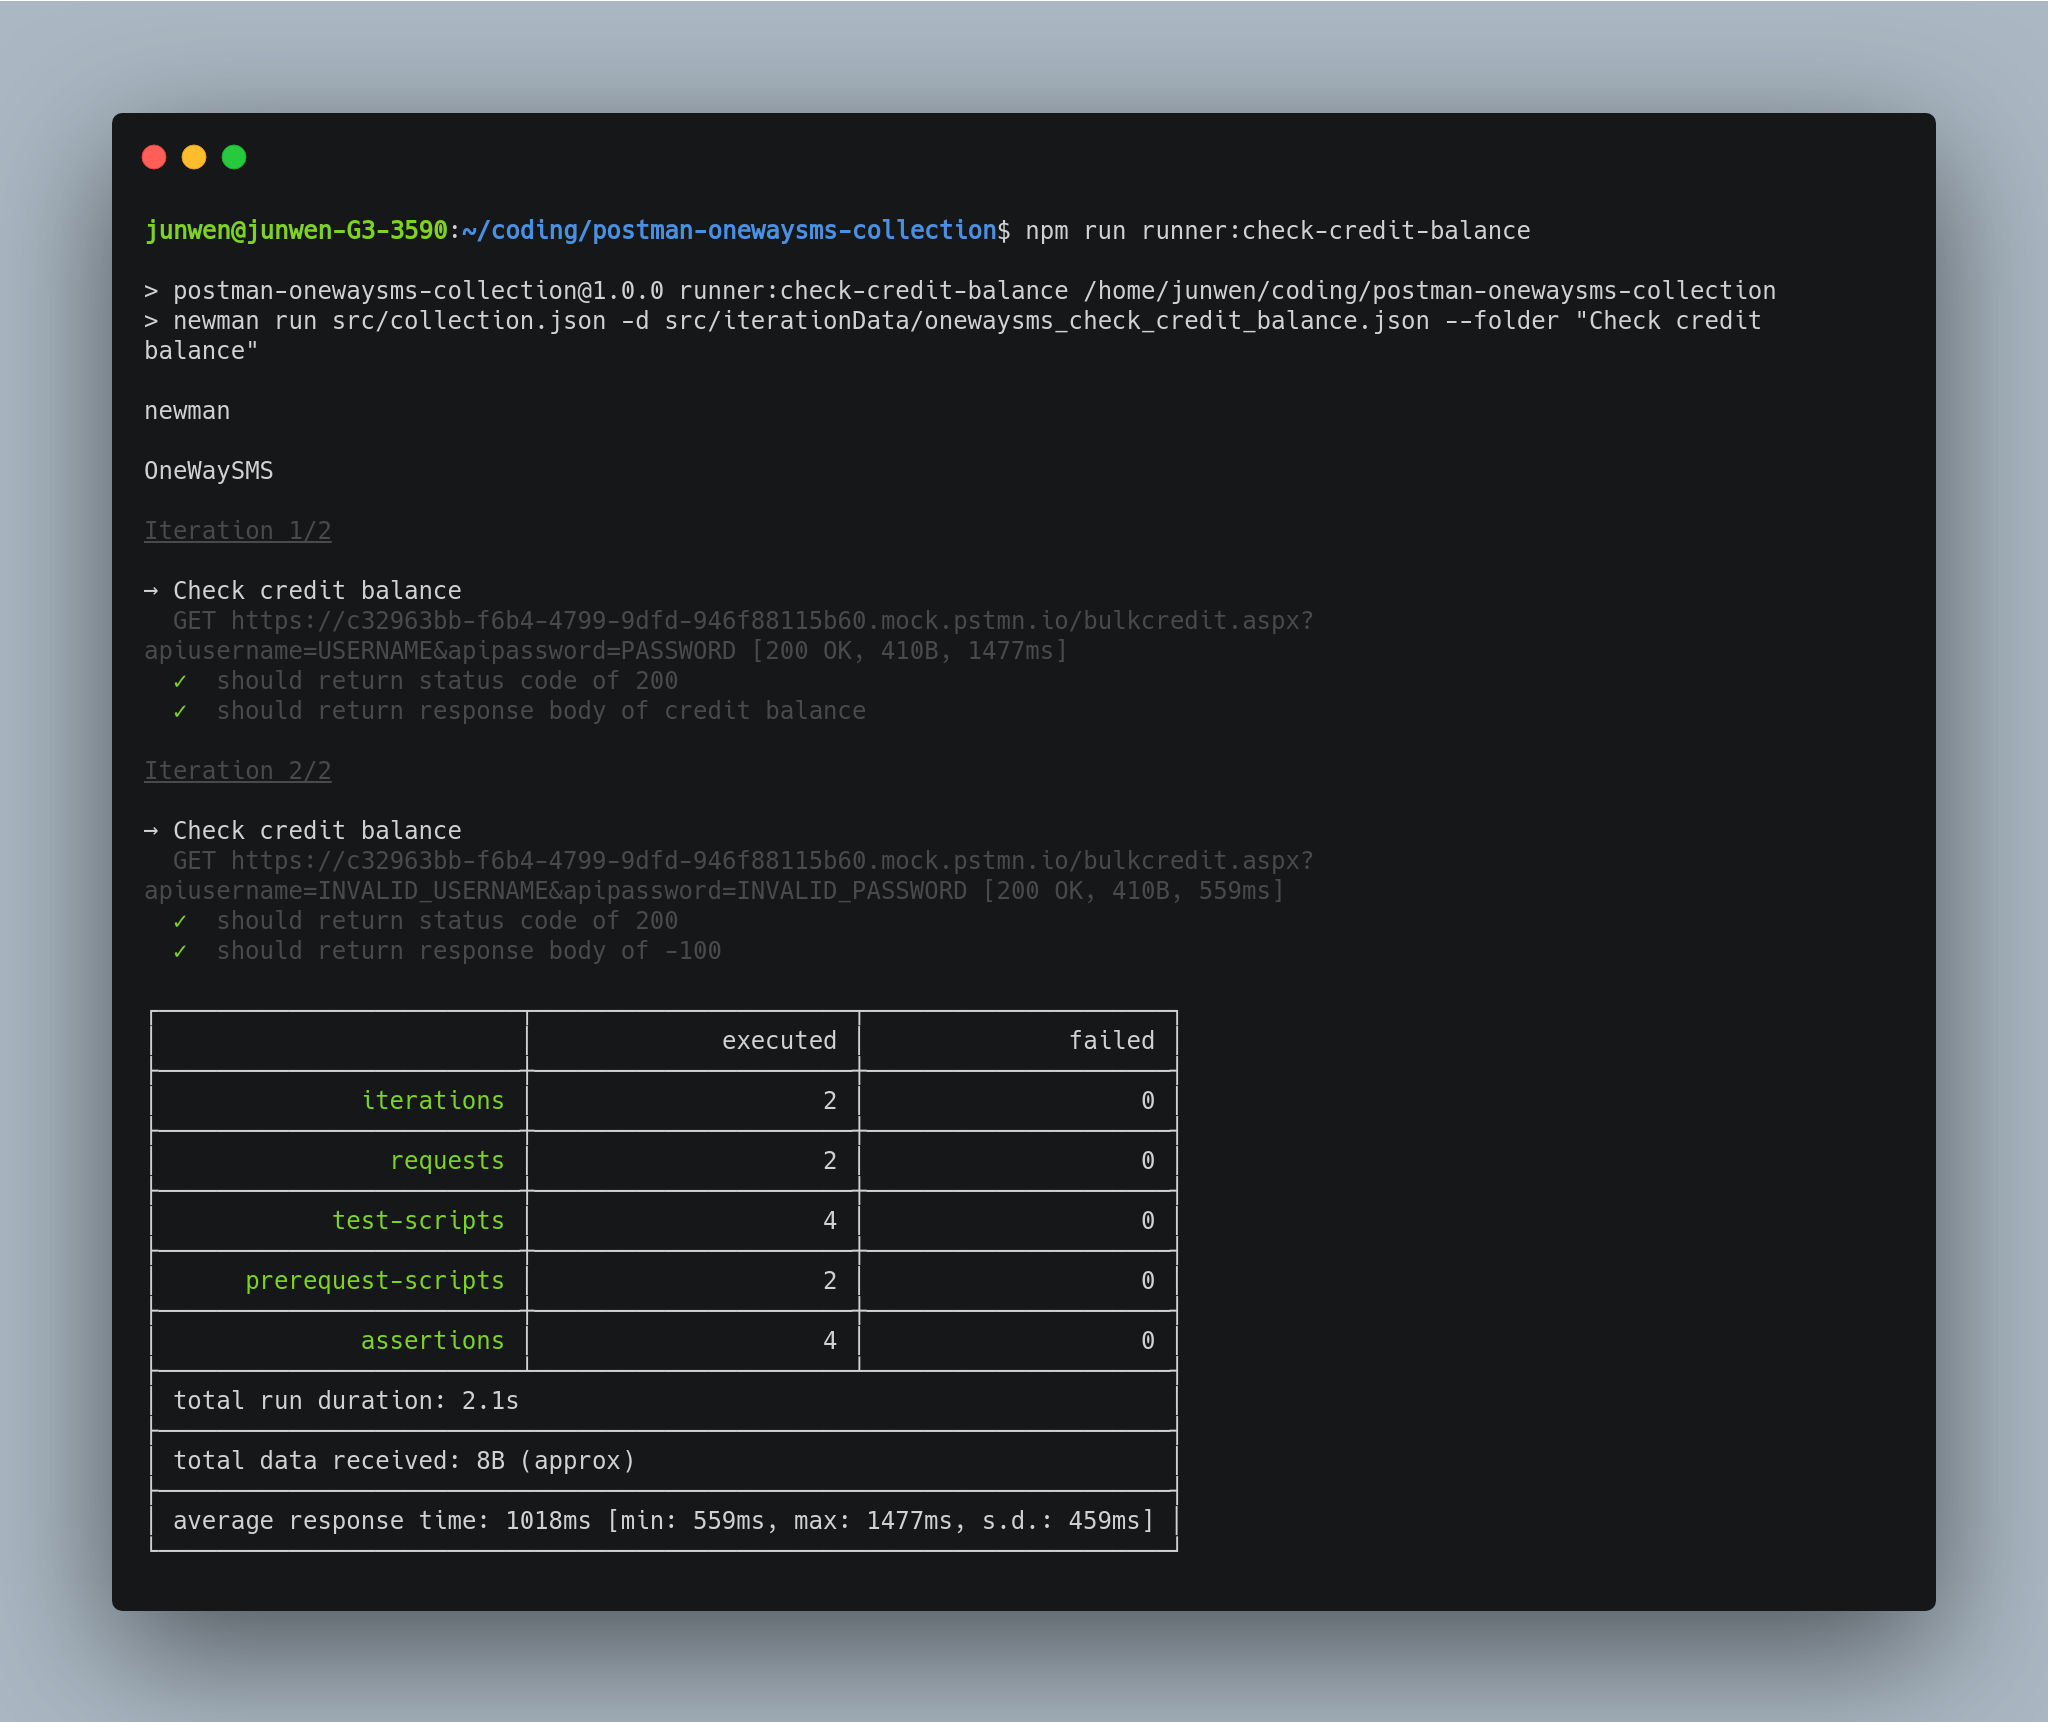 junwen@junwen-G3-3590:~/coding/postman-onewaysms-collection$ npm run runner:check-credit-balance
> postman-onewaysms-collection@1.0.0 runner:check-credit-balance /home/junwen/coding/postman-onewaysms-collection
> newman run src/collection.json -d src/iterationData/onewaysms_check_credit_balance.json --folder "Check credit
balance"
newman
OneWaySMS
Iteration 1/2
→ Check credit balance
GET https://c32963bb-f6b4-4799-9dfd-946f88115b60.mock.pstmn.io/bulkcredit.aspx?
apiusername=USERNAME&apipassword=PASSWORD [200 OK, 410B, 1477ms]
✓ should return status code of 200
✓ should return response body of credit balance
Iteration 2/2
→ Check credit balance
GET https://c32963bb-f6b4-4799-9dfd-946f88115b60.mock.pstmn.io/bulkcredit.aspx?
apiusername=INVALID_USERNAME&apipassword=INVALID_PASSWORD [200 OK, 410B, 559ms]
✓ should return status code of 200
✓ should return response body of -100
executed failed
iterations 2 0
requests 2 0
test-scripts 4 0
prerequest-scripts 2 0
assertions 4 0
total run duration: 2.1s
total data received: 8B (approx)
average response time: 1018ms [min: 559ms, max: 1477ms, s.d.: 459ms]